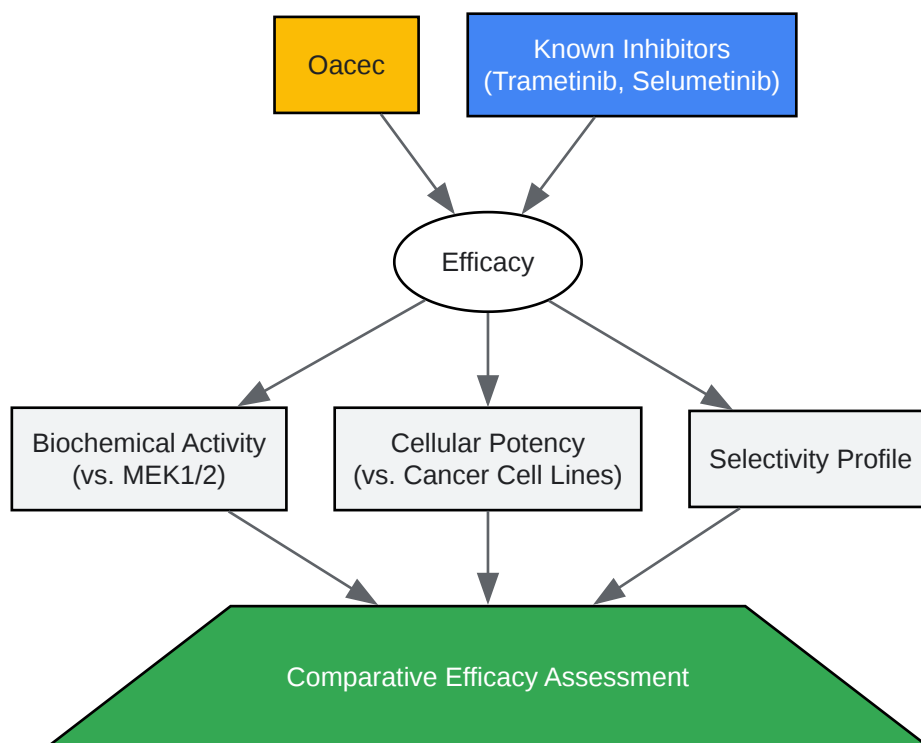 Oacec
Known Inhibitors
(Trametinib, Selumetinib)
Efficacy
Biochemical Activity
(vs. MEK1/2)
Cellular Potency
(vs. Cancer Cell Lines)
Selectivity Profile
Comparative Efficacy Assessment